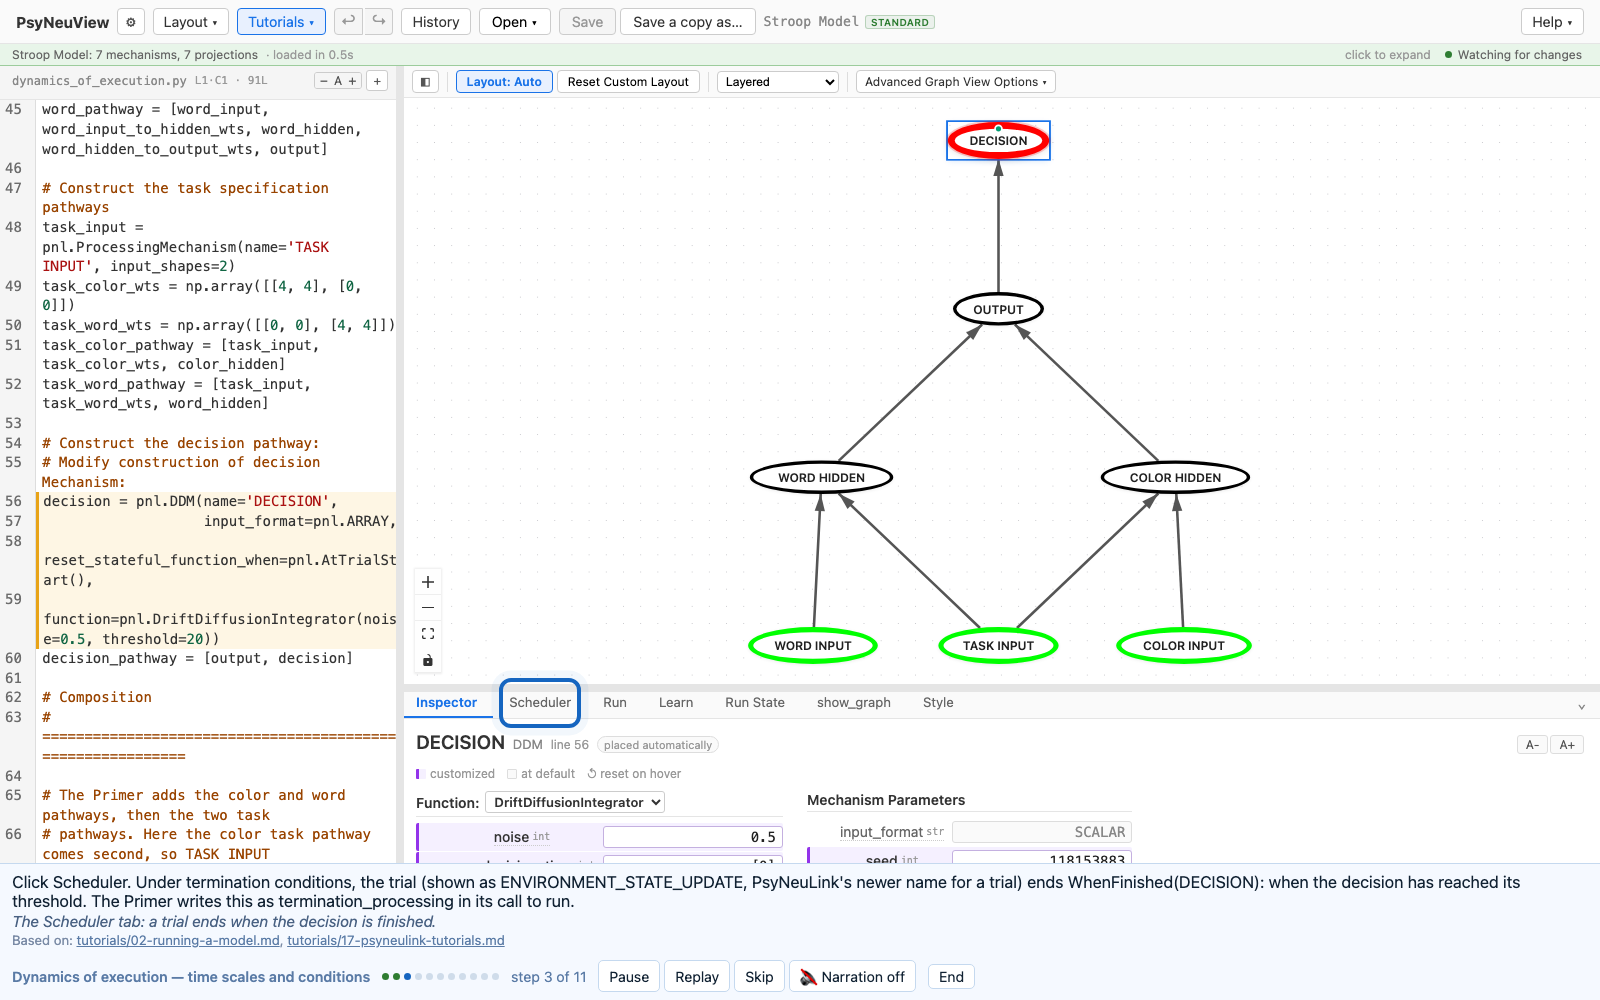 PsyNeuView ⚙ Layout ▾ Tutorials ▾ ↩ ↪ History Open ▾ Save Save a copy as... Stroop Model STANDARD Help ▾
Stroop Model: 7 mechanisms, 7 projections · loaded in 0.5s click to expand ● Watching for changes
dynamics_of_execution.py L1·C1 · 91L − A + +
45 word_pathway = [word_input,
word_input_to_hidden_wts, word_hidden,
word_hidden_to_output_wts, output]
46
47 # Construct the task specification
pathways
48 task_input =
pnl.ProcessingMechanism(name='TASK
INPUT', input_shapes=2)
49 task_color_wts = np.array([[4, 4], [0,
0]])
50 task_word_wts = np.array([[0, 0], [4, 4]])
51 task_color_pathway = [task_input,
task_color_wts, color_hidden]
52 task_word_pathway = [task_input,
task_word_wts, word_hidden]
53
54 # Construct the decision pathway:
55 # Modify construction of decision
Mechanism:
56 decision = pnl.DDM(name='DECISION',
57 input_format=pnl.ARRAY,
58
reset_stateful_function_when=pnl.AtTrialSt
art(),
59
function=pnl.DriftDiffusionIntegrator(nois
e=0.5, threshold=20))
60 decision_pathway = [output, decision]
61
62 # Composition
63 #
==========================================
=================
64
65 # The Primer adds the color and word
pathways, then the two task
66 # pathways. Here the color task pathway
comes second, so TASK INPUT
Layout: Auto Reset Custom Layout Layered Advanced Graph View Options ▾
DECISION
OUTPUT
WORD HIDDEN COLOR HIDDEN
WORD INPUT TASK INPUT COLOR INPUT
Inspector Scheduler Run Learn Run State show_graph Style
DECISION DDM line 56 placed automatically A- A+
customized at default ↺ reset on hover
Function: DriftDiffusionIntegrator
noise int 0.5
Mechanism Parameters
input_format str SCALAR
seed int 118153883
Click Scheduler. Under termination conditions, the trial (shown as ENVIRONMENT_STATE_UPDATE, PsyNeuLink's newer name for a trial) ends WhenFinished(DECISION): when the decision has reached its
threshold. The Primer writes this as termination_processing in its call to run.
The Scheduler tab: a trial ends when the decision is finished.
Based on: tutorials/02-running-a-model.md, tutorials/17-psyneulink-tutorials.md
Dynamics of execution — time scales and conditions step 3 of 11 Pause Replay Skip Narration off End